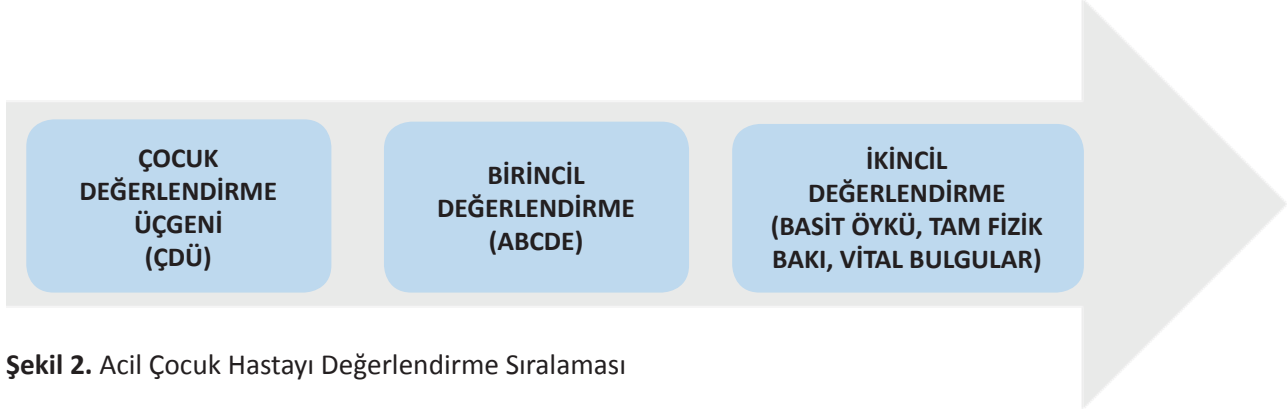 ÇOCUK
DEĞERLENDİRME
ÜÇGENİ
(ÇDÜ)
BİRİNCİL
DEĞERLENDİRME
(ABCDE)
İKİNCİL
DEĞERLENDİRME
(BASİT ÖYKÜ, TAM FİZİK
BAKI, VİTAL BULGULAR)
Şekil 2. Acil Çocuk Hastayı Değerlendirme Sıralaması